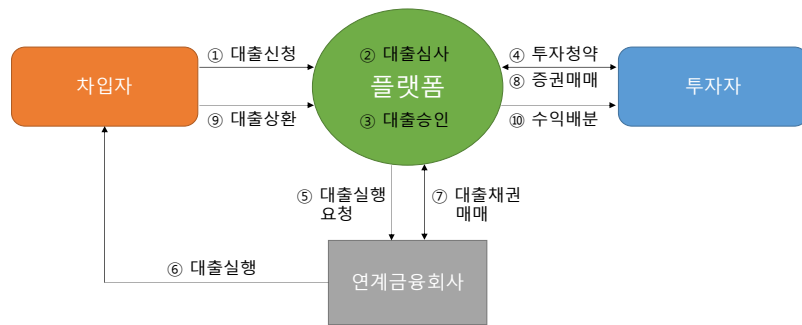 ① 대출신청
② 대출심사
④ 투자청약
⑧ 증권매매
차입자
플랫폼
투자자
⑨ 대출상환
③ 대출승인
⑩ 수익배분
⑤ 대출실행
요청
⑦ 대출채권
매매
⑥ 대출실행
연계금융회사